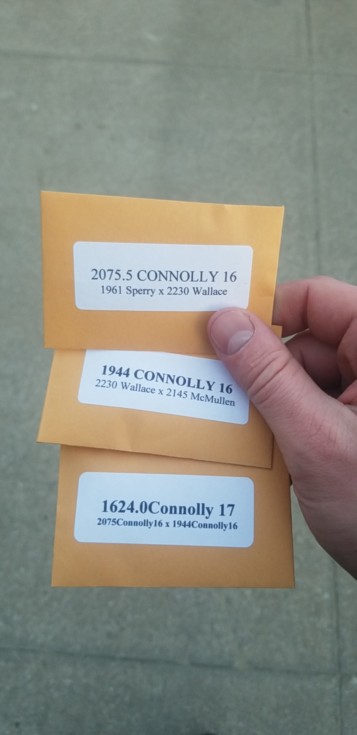 2075.5 CONNOLLY 16
1961 Sperry x 2230 Wallace
1944 CONNOLLY 16
2230 Wallace x 2145 McMullen
1624.0Connolly 17
2075Connolly16 x 1944Connolly16